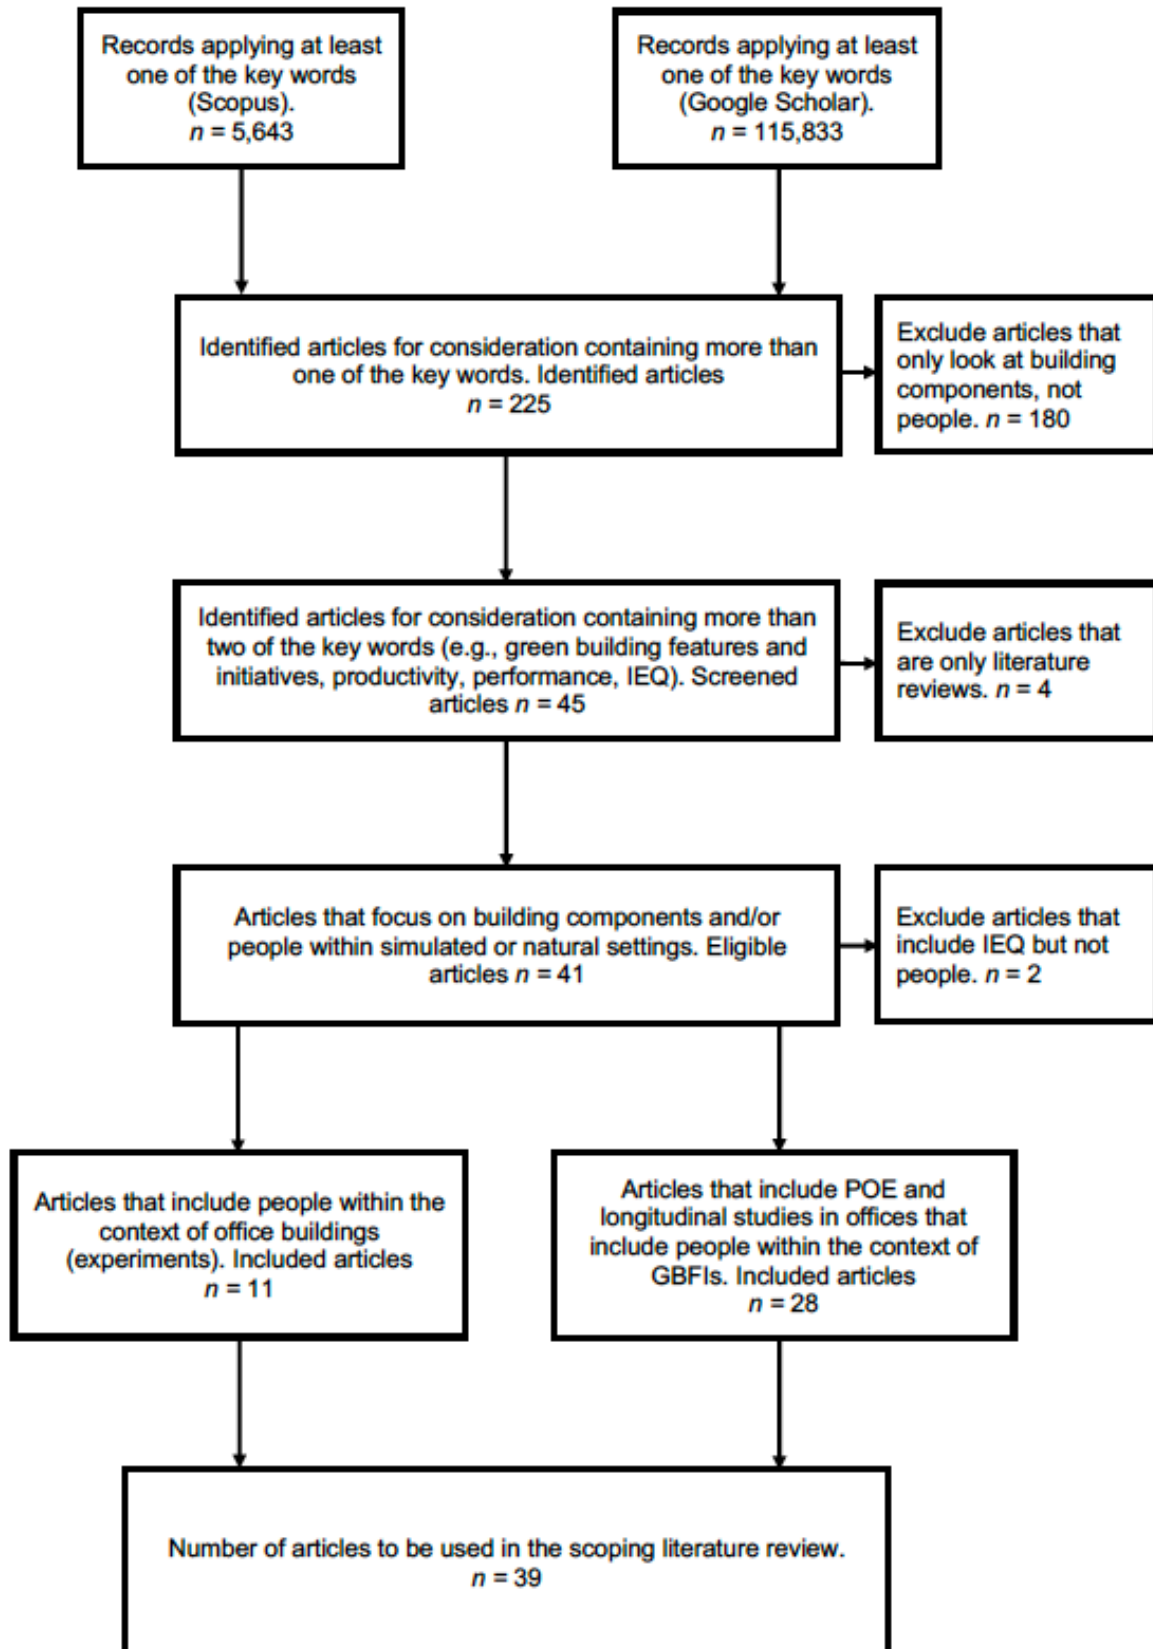 Records applying at least
one of the key words
(Scopus).
n = 5,643
Records applying at least
one of the key words
(Google Scholar).
n = 115,833
Identified articles for consideration containing more than
one of the key words. Identified articles
n = 225
Exclude articles that
only look at building
components, not
people. n = 180
Identified articles for consideration containing more than
two of the key words (e.g., green building features and
initiatives, productivity, performance, IEQ). Screened
articles n = 45
Exclude articles that
are only literature
reviews. n = 4
Articles that focus on building components and/or
people within simulated or natural settings. Eligible
articles n = 41
Exclude articles that
include IEQ but not
people. n = 2
Articles that include people within the
context of office buildings
(experiments). Included articles
n = 11
Articles that include POE and
longitudinal studies in offices that
include people within the context of
GBFIs. Included articles
n = 28
Number of articles to be used in the scoping literature review.
n = 39